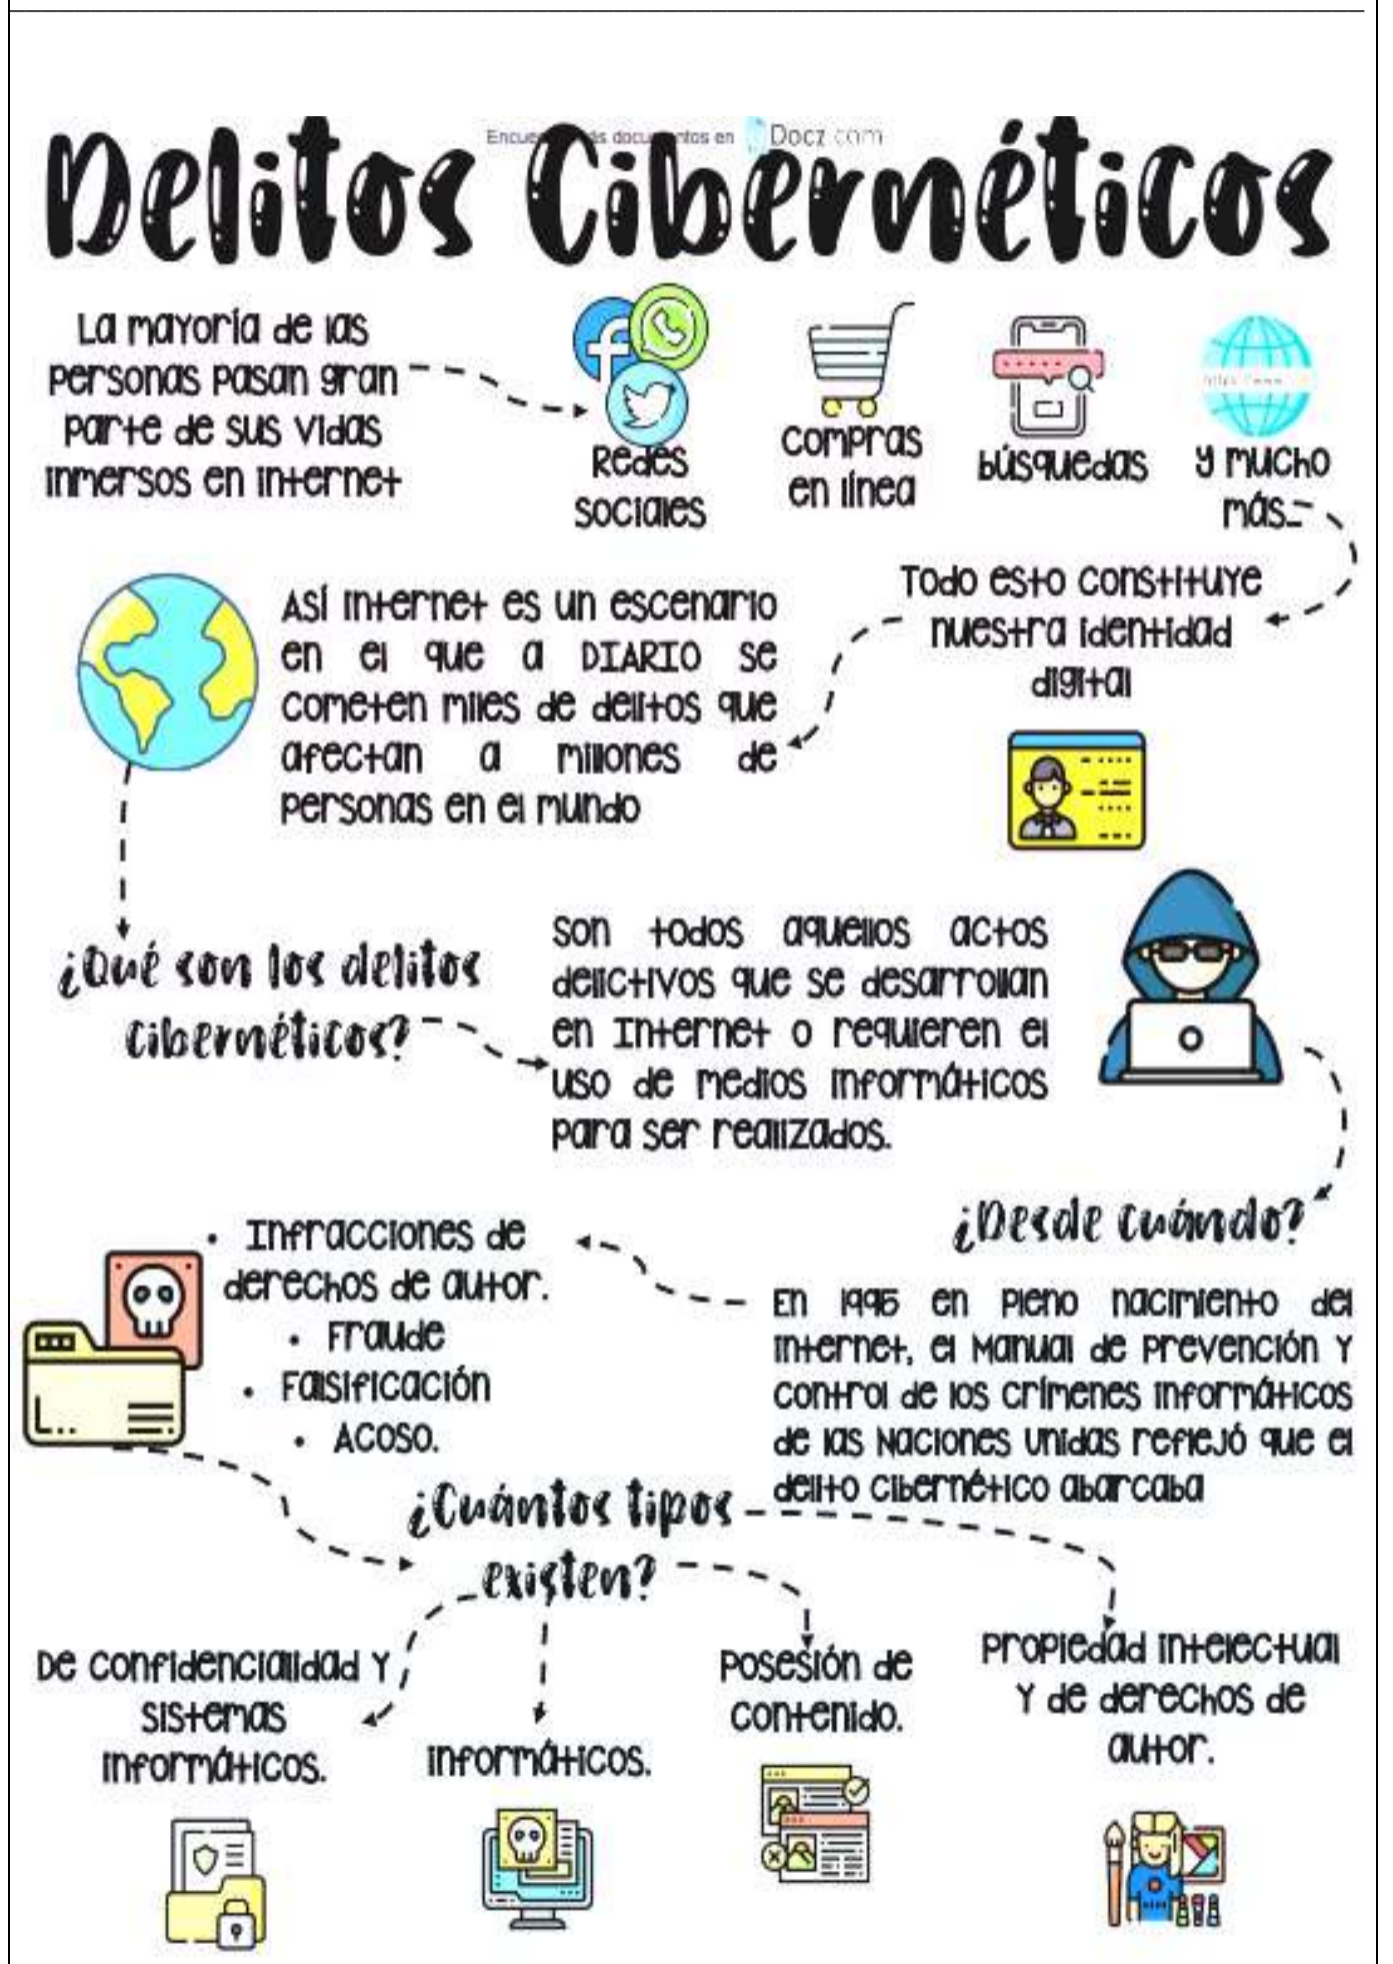 Delitos Cibernéticos
Docz.com
La mayoría de las
personas pasan gran
parte de sus vidas
inmersos en internet
Redes
sociales
compras
en línea
búsquedas
y mucho
más...
Todo esto constituye
nuestra identidad
digital
Así internet es un escenario
en el que a DIARIO se
cometen miles de delitos que
afectan a millones de
personas en el mundo
¿Qué son los delitos
cibernéticos?
Son todos aquellos actos
delictivos que se desarrollan
en Internet o requieren el
uso de medios informáticos
para ser realizados.
¿Desde cuándo?
En 1995 en pleno nacimiento del
internet, el Manual de Prevención y
control de los crímenes informáticos
de las Naciones Unidas reflejó que el
delito cibernético abarcaba
• Infracciones de
derechos de autor.
• Fraude
• Falsificación
• Acoso.
¿Cuántos tipos
existen?
De confidencialidad y
sistemas
informáticos.
informáticos.
Posesión de
contenido.
Propiedad intelectual
y de derechos de
autor.